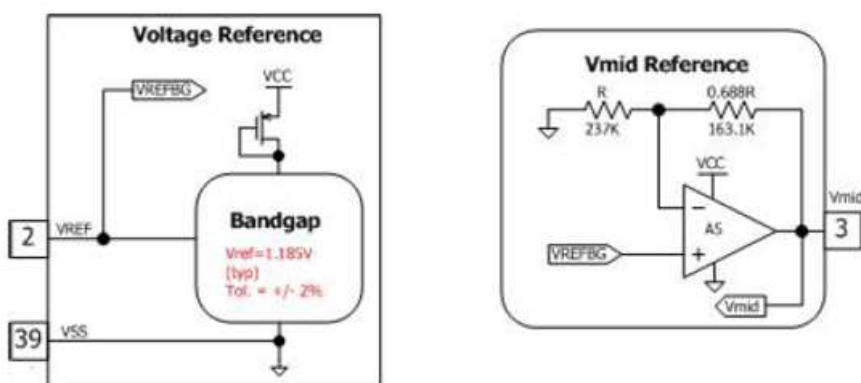 Voltage Reference
VREFBG
VCC
Bandgap
Vref=1.185V
(typ)
Tol. = +/- 2%
2
VREF
39
VSS
Vmid Reference
R
237K
0.688R
163.1K
VCC
A5
-
+
VREFBG
Vmid
3
Vmid